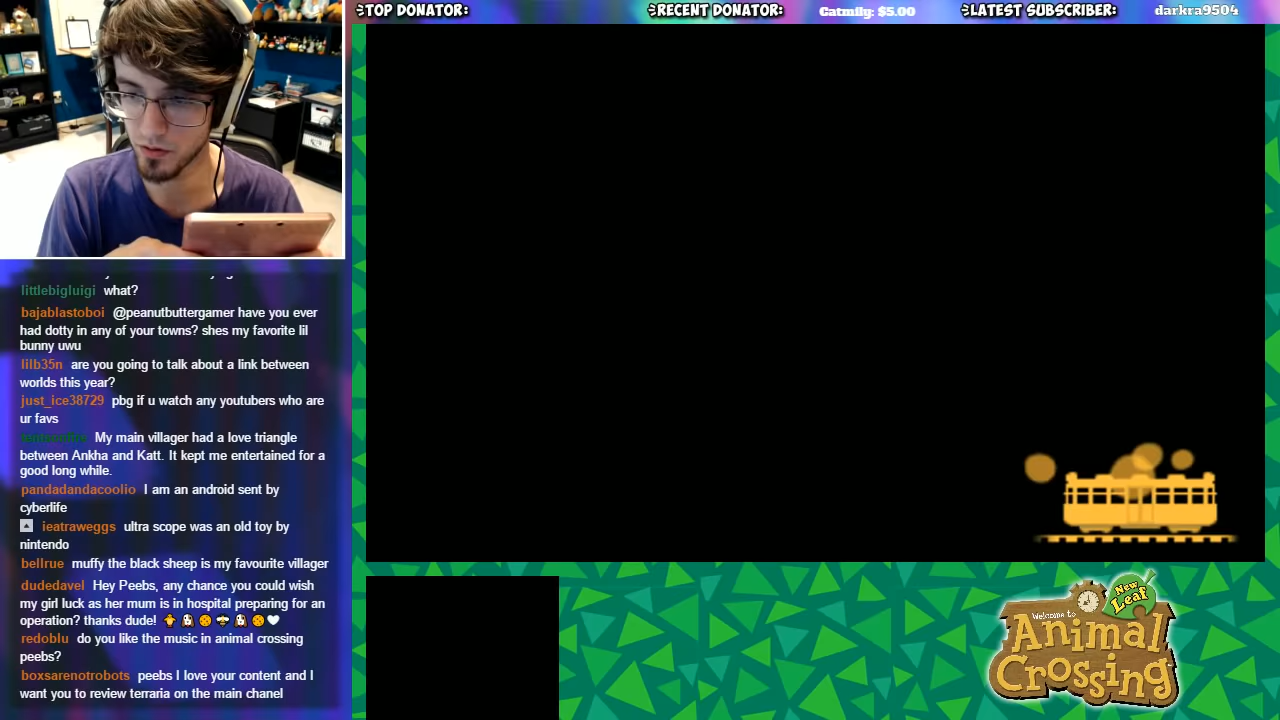 TOP DONATOR:
RECENT DONATOR:
Catmily: $5.00
LATEST SUBSCRIBER:
darkra9504
littlebigluigi what?
bajablastoboi @peanutbuttergamer have you ever
had dotty in any of your towns? shes my favorite lil
bunny uwu
lilb35n are you going to talk about a link between
worlds this year?
just_ice38729 pbg if u watch any youtubers who are
ur favs
My main villager had a love triangle
between Ankha and Katt. It kept me entertained for a
good long while.
pandadandacoolio I am an android sent by
cyberlife
ieatraweggs ultra scope was an old toy by
nintendo
bellrue muffy the black sheep is my favourite villager
dudedavel Hey Peebs, any chance you could wish
my girl luck as her mum is in hospital preparing for an
operation? thanks dude!
redoblu do you like the music in animal crossing
peebs?
boxsarenotrobots peebs I love your content and I
want you to review terraria on the main chanel
Welcome to
New
Leaf
Animal
Crossing